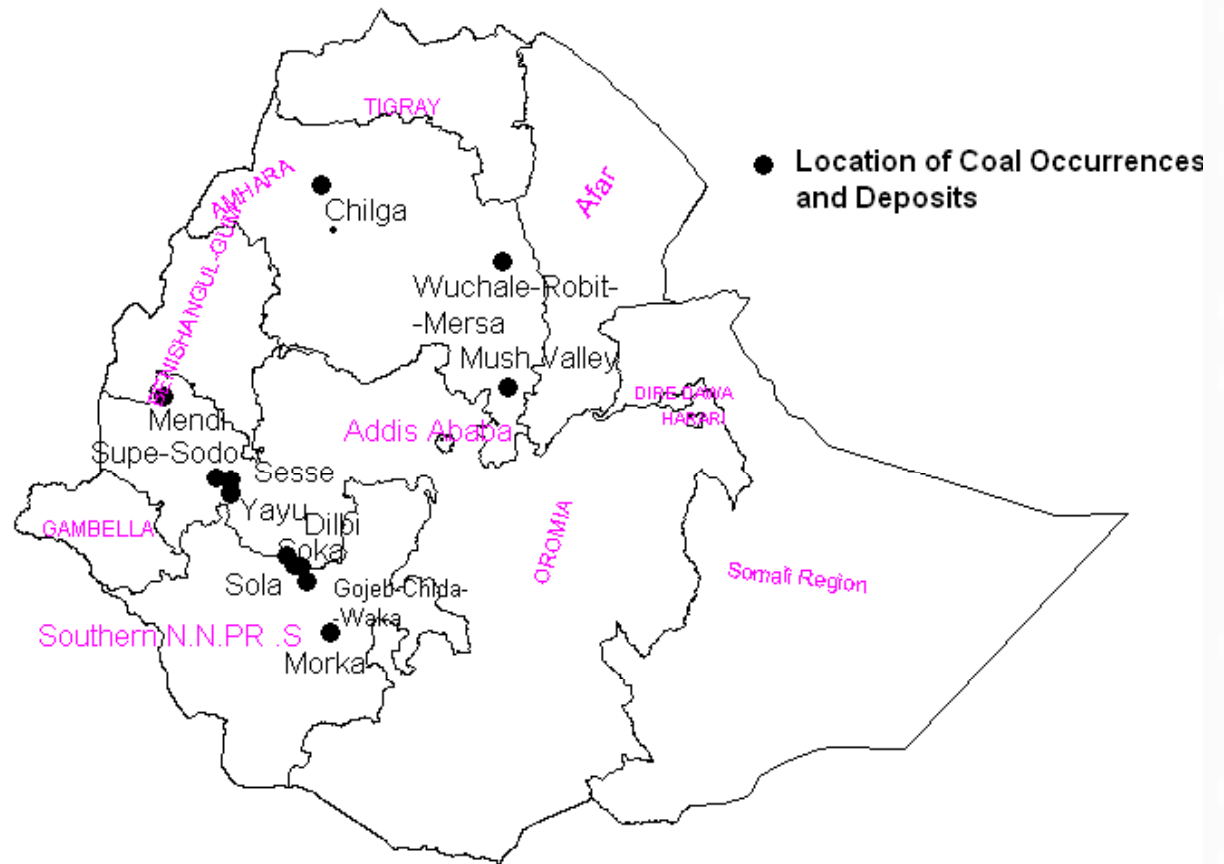 TIGRAY
Location of Coal Occurrences
and Deposits
AMHARA
Afar
Chilga
Wuchale-Robit-
-Mersa
Mush Valley
DIRE DAWA
HARARI
Mendi
Addis Ababa
Supe-Sodo
Sesse
Yayu
Dilbi
GAMBELLA
OROMIA
Sola
Gojeb-Chida-
-Waka
Somali Region
Southern N.N.PR .S
Morka